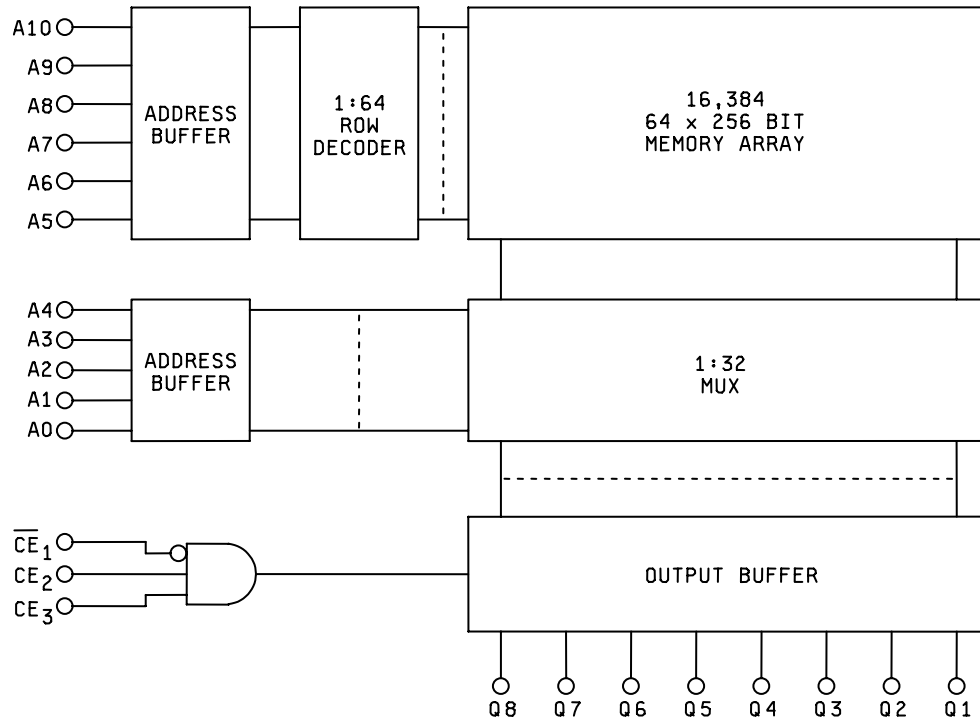 A10
A9
A8
A7
A6
A5
ADDRESS
BUFFER
1:64
ROW
DECODER
16,384
64 x 256 BIT
MEMORY ARRAY
A4
A3
A2
A1
A0
ADDRESS
BUFFER
1:32
MUX
C̅E̅₁
CE₂
CE₃
OUTPUT BUFFER
Q8 Q7 Q6 Q5 Q4 Q3 Q2 Q1